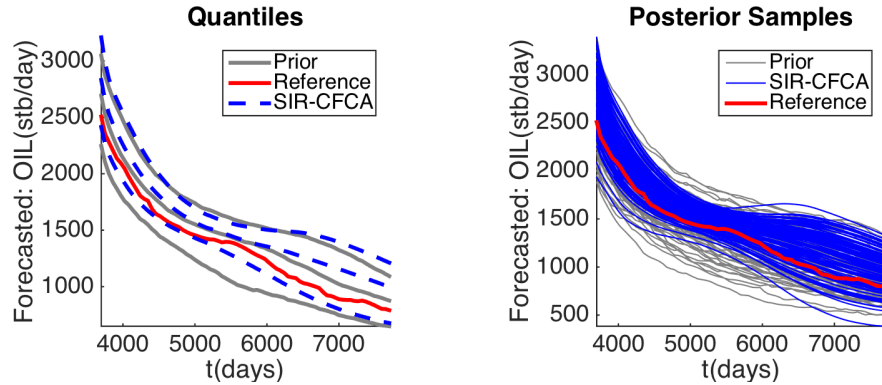 Quantiles
Forecasted: OIL(stb/day)
3000
2500
2000
1500
1000
Prior
Reference
SIR-CFCA
4000
5000
6000
7000
t(days)
Posterior Samples
Forecasted: OIL(stb/day)
3000
2500
2000
1500
1000
500
Prior
SIR-CFCA
Reference
4000
5000
6000
7000
t(days)